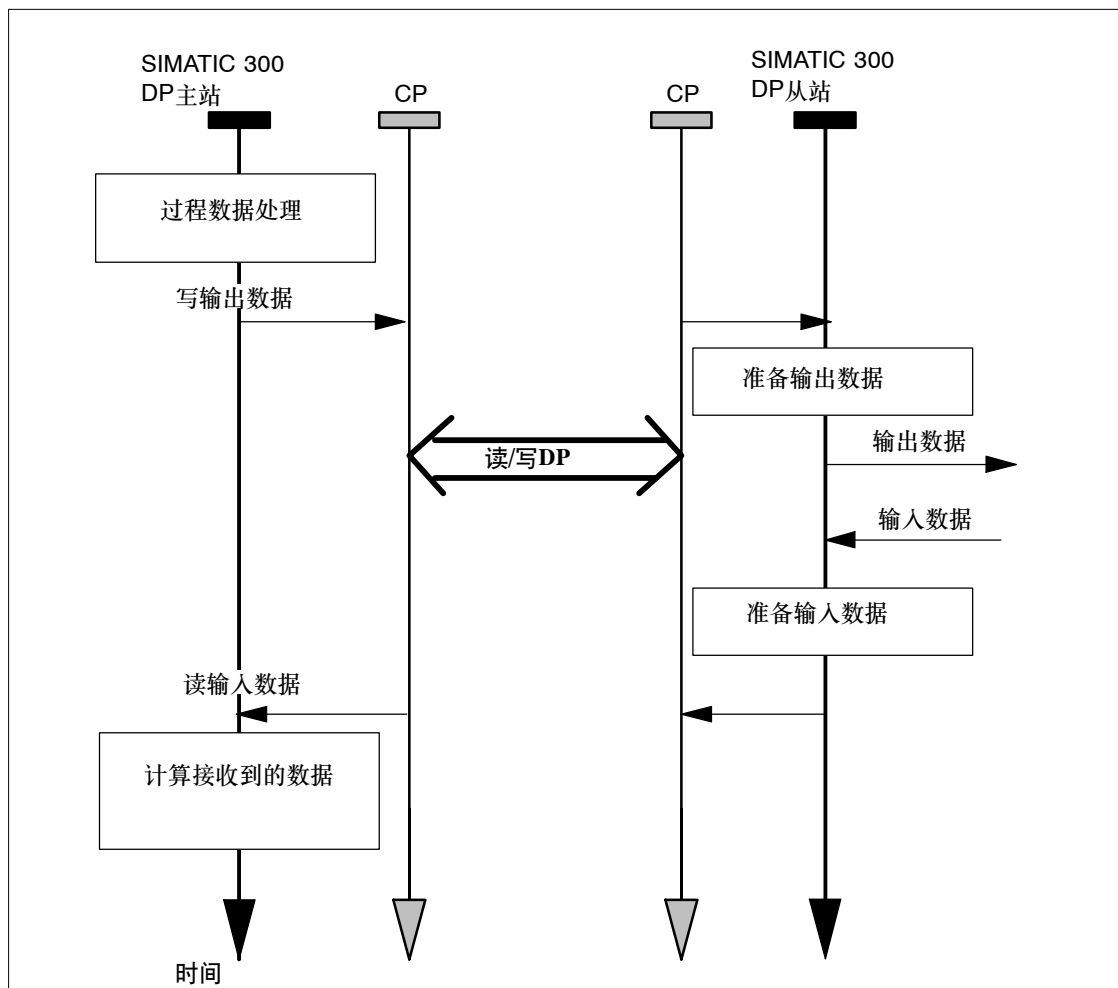 SIMATIC 300
DP主站
CP
CP
SIMATIC 300
DP从站
过程数据处理
写输出数据
准备输出数据
读/写DP
输出数据
输入数据
准备输入数据
读输入数据
计算接收到的数据
时间